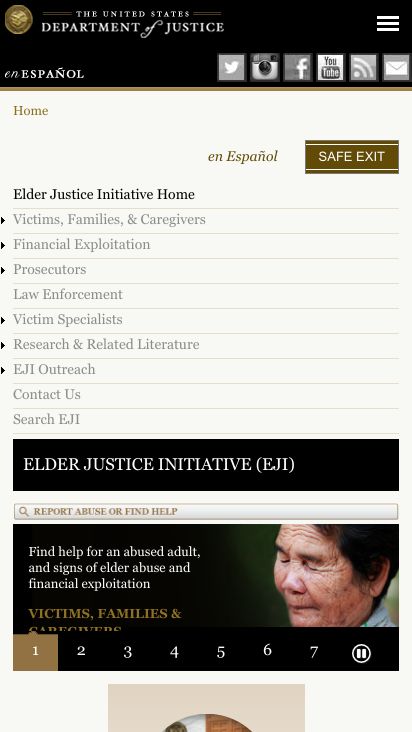 THE UNITED STATES
DEPARTMENT of JUSTICE
en ESPAÑOL
You
Tube
Home
en Español
SAFE EXIT
Elder Justice Initiative Home
Victims, Families, & Caregivers
Financial Exploitation
Prosecutors
Law Enforcement
Victim Specialists
Research & Related Literature
EJI Outreach
Contact Us
Search EJI
ELDER JUSTICE INITIATIVE (EJI)
REPORT ABUSE OR FIND HELP
Find help for an abused adult,
and signs of elder abuse and
financial exploitation
VICTIMS, FAMILIES &
CAREGIVERS
1 2 3 4 5 6 7